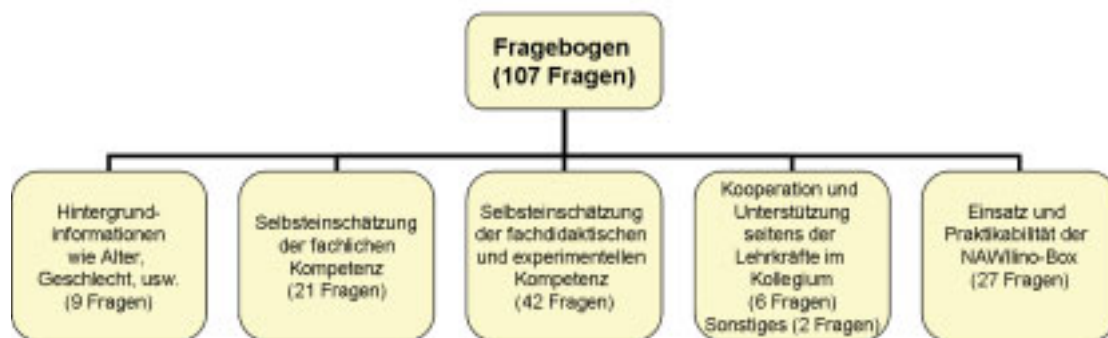 Fragebogen
(107 Fragen)
Hintergrund-
informationen
wie Alter,
Geschlecht, usw.
(9 Fragen)
Selbsteinschätzung
der fachlichen
Kompetenz
(21 Fragen)
Selbsteinschätzung
der fachdidaktischen
und experimentellen
Kompetenz
(42 Fragen)
Kooperation und
Unterstützung
seitens der
Lehrkräfte im
Kollegium
(6 Fragen)
Sonstiges (2 Fragen)
Einsatz und
Praktikabilität der
NAWIlino-Box
(27 Fragen)